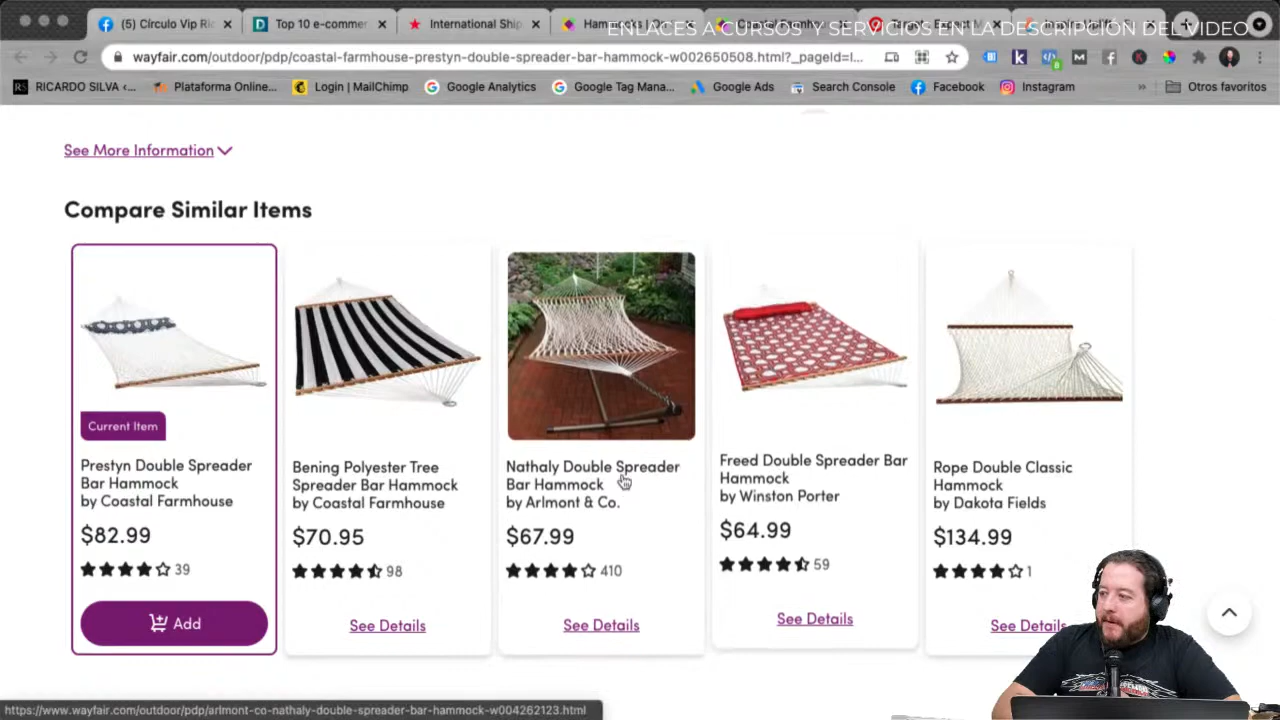 (5) Círculo Vip Ric
Top 10 e-commer
International Ship
ENLACES A CURSOS Y SERVICIOS EN LA DESCRIPCIÓN DEL VIDEO
wayfair.com/outdoor/pdp/coastal-farmhouse-prestyn-double-spreader-bar-hammock-w002650508.html?_pageId=I...
RICARDO SILVA ‹...
Plataforma Online...
Login | MailChimp
Google Analytics
Google Tag Mana...
Google Ads
Search Console
Facebook
Instagram
»
Otros favoritos
See More Information
Compare Similar Items
Current Item
Prestyn Double Spreader
Bar Hammock
by Coastal Farmhouse
$82.99
39
Add
Bening Polyester Tree
Spreader Bar Hammock
by Coastal Farmhouse
$70.95
98
See Details
Nathaly Double Spreader
Bar Hammock
by Arlmont & Co.
$67.99
410
See Details
Freed Double Spreader Bar
Hammock
by Winston Porter
$64.99
59
See Details
Rope Double Classic
Hammock
by Dakota Fields
$134.99
1
See Details
https://www.wayfair.com/outdoor/pdp/arlmont-co-nathaly-double-spreader-bar-hammock-w004262123.html